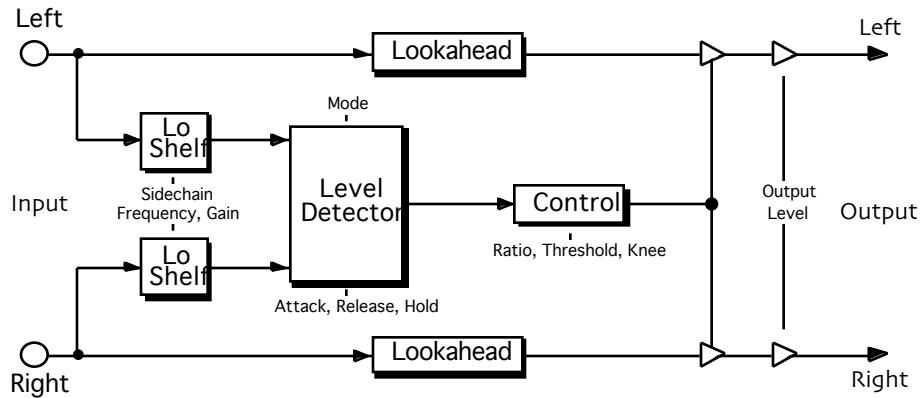 Left
Left
Lookahead
Mode
Lo
Shelf
Level
Detector
Input
Sidechain
Frequency, Gain
Control
Output
Level
Output
Ratio, Threshold, Knee
Lo
Shelf
Attack, Release, Hold
Lookahead
Right
Right